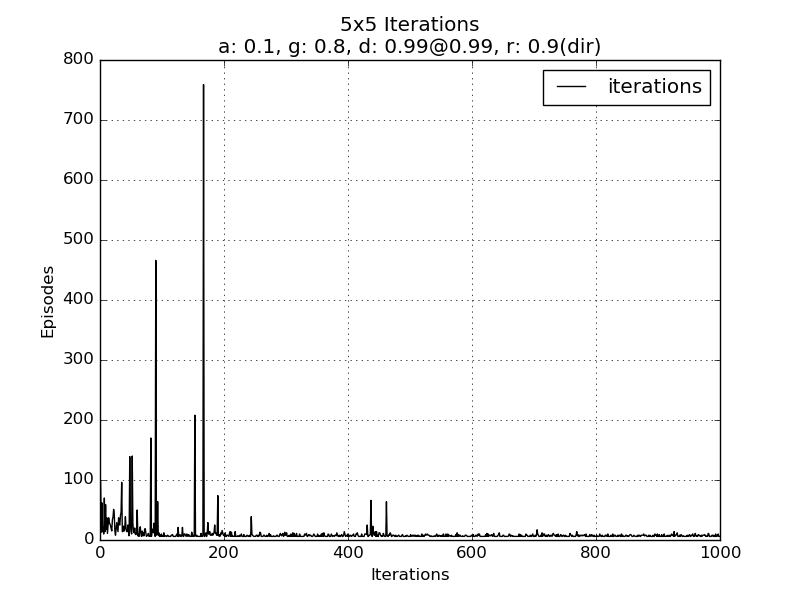 5x5 Iterations
a: 0.1, g: 0.8, d: 0.99@0.99, r: 0.9(dir)
800
iterations
700
600
500
400
300
200
100
0
Episodes
0 200 400 600 800 1000
Iterations